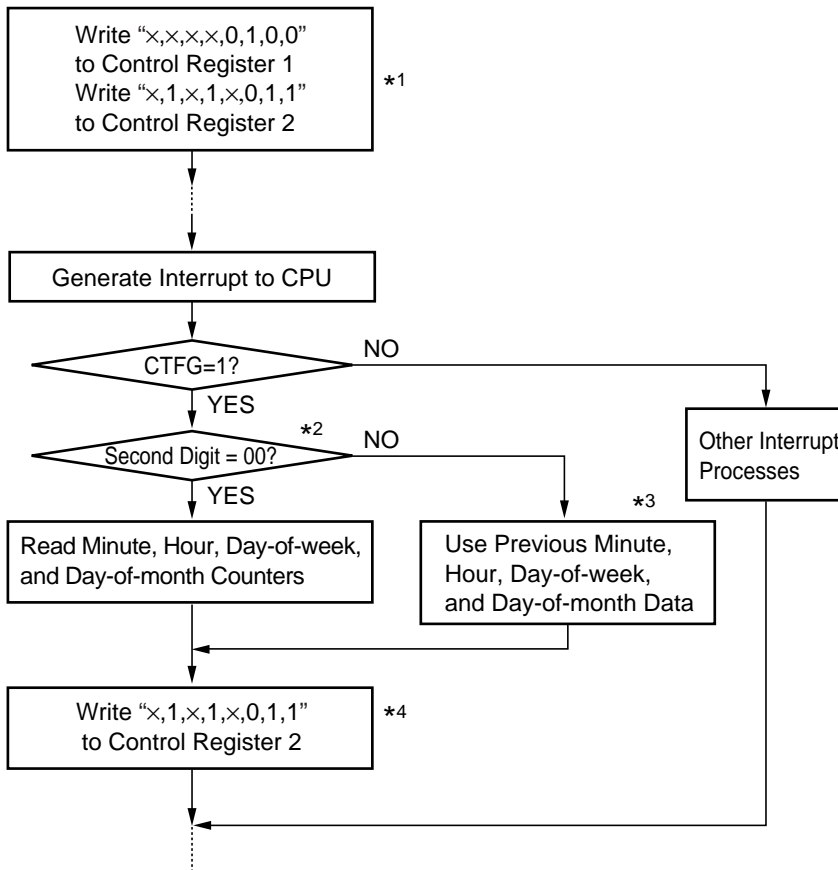 Write “×,×,×,×,0,1,0,0”
to Control Register 1
Write “×,1,×,1,×,0,1,1”
to Control Register 2
*1
Generate Interrupt to CPU
CTFG=1?
NO
YES
*2
Second Digit = 00?
NO
YES
Other Interrupt
Processes
*3
Read Minute, Hour, Day-of-week,
and Day-of-month Counters
Use Previous Minute,
Hour, Day-of-week,
and Day-of-month Data
Write “×,1,×,1,×,0,1,1”
to Control Register 2
*4